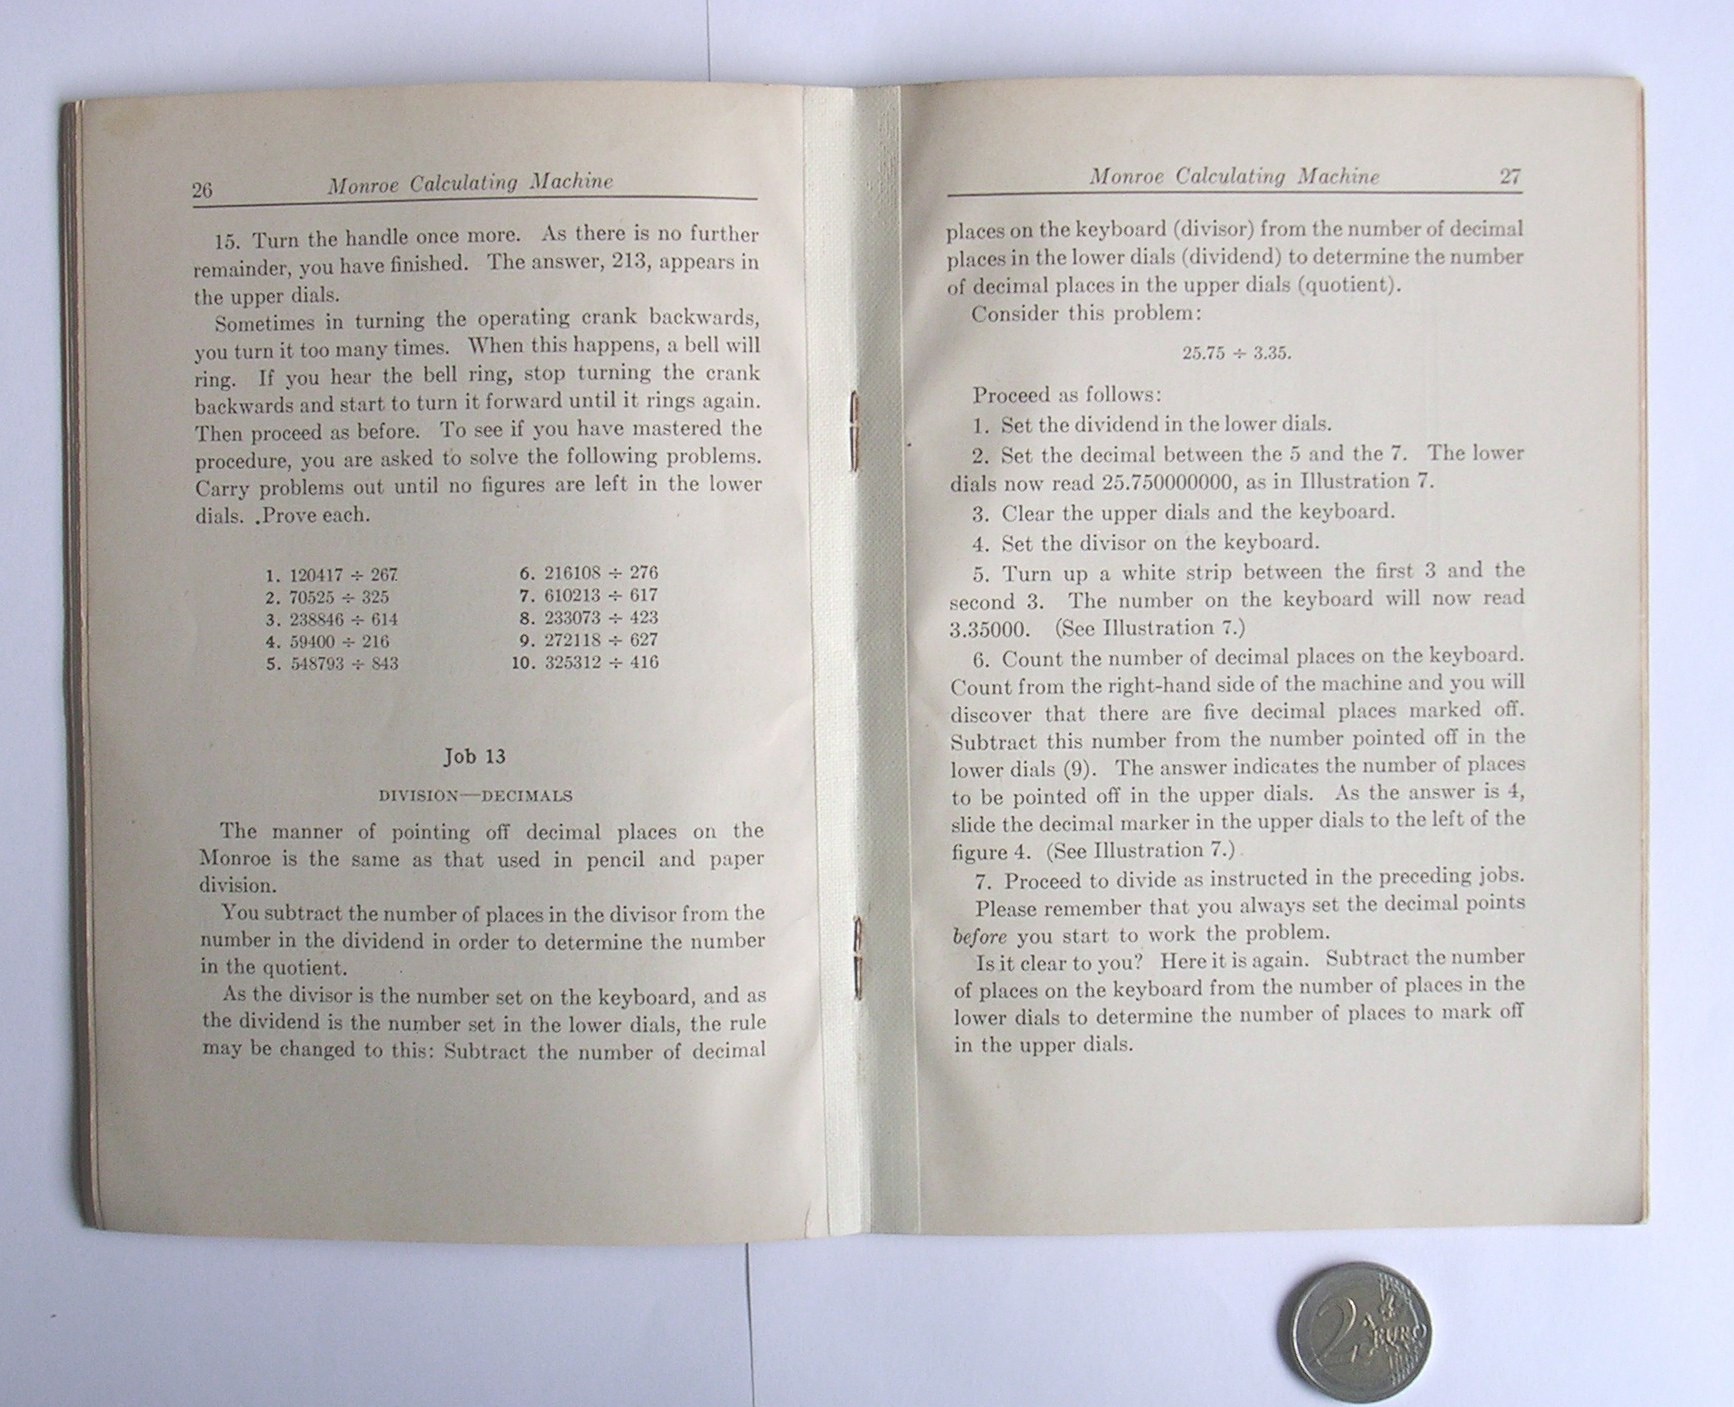 26 Monroe Calculating Machine
15. Turn the handle once more. As there is no further
remainder, you have finished. The answer, 213, appears in
the upper dials.
Sometimes in turning the operating crank backwards,
you turn it too many times. When this happens, a bell will
ring. If you hear the bell ring, stop turning the crank
backwards and start to turn it forward until it rings again.
Then proceed as before. To see if you have mastered the
procedure, you are asked to solve the following problems.
Carry problems out until no figures are left in the lower
dials. .Prove each.
1. 120417 ÷ 267
2. 70525 ÷ 325
3. 238846 ÷ 614
4. 59400 ÷ 216
5. 548793 ÷ 843
6. 216108 ÷ 276
7. 610213 ÷ 617
8. 233073 ÷ 423
9. 272118 ÷ 627
10. 325312 ÷ 416
Job 13
DIVISION—DECIMALS
The manner of pointing off decimal places on the
Monroe is the same as that used in pencil and paper
division.
You subtract the number of places in the divisor from the
number in the dividend in order to determine the number
in the quotient.
As the divisor is the number set on the keyboard, and as
the dividend is the number set in the lower dials, the rule
may be changed to this: Subtract the number of decimal
Monroe Calculating Machine 27
places on the keyboard (divisor) from the number of decimal
places in the lower dials (dividend) to determine the number
of decimal places in the upper dials (quotient).
Consider this problem:
25.75 ÷ 3.35.
Proceed as follows:
1. Set the dividend in the lower dials.
2. Set the decimal between the 5 and the 7. The lower
dials now read 25.750000000, as in Illustration 7.
3. Clear the upper dials and the keyboard.
4. Set the divisor on the keyboard.
5. Turn up a white strip between the first 3 and the
second 3. The number on the keyboard will now read
3.35000. (See Illustration 7.)
6. Count the number of decimal places on the keyboard.
Count from the right-hand side of the machine and you will
discover that there are five decimal places marked off.
Subtract this number from the number pointed off in the
lower dials (9). The answer indicates the number of places
to be pointed off in the upper dials. As the answer is 4,
slide the decimal marker in the upper dials to the left of the
figure 4. (See Illustration 7.)
7. Proceed to divide as instructed in the preceding jobs.
Please remember that you always set the decimal points
before you start to work the problem.
Is it clear to you? Here it is again. Subtract the number
of places on the keyboard from the number of places in the
lower dials to determine the number of places to mark off
in the upper dials.
2 EURO